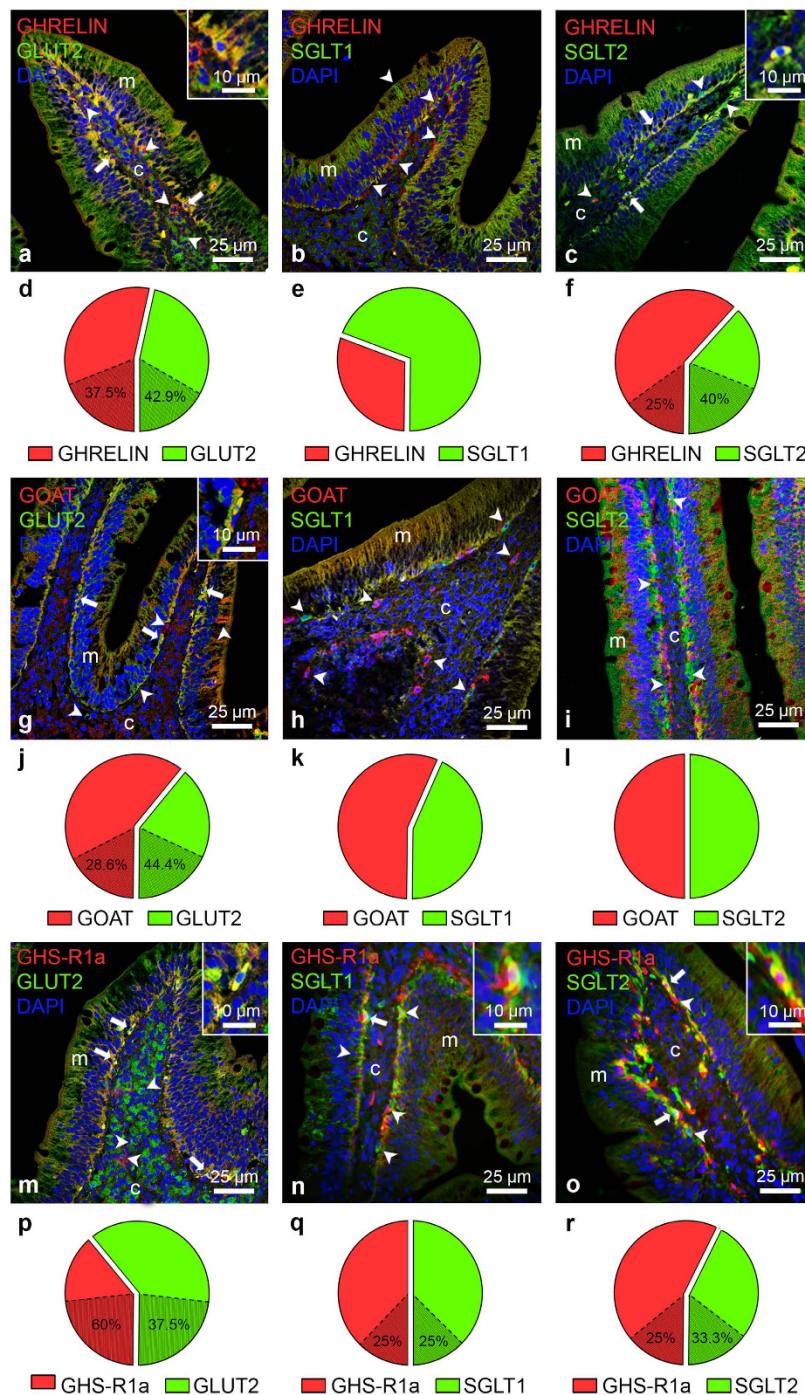 GHRELIN
GLUT2
DAPI
m
c
10 µm
25 µm
a
GHRELIN
SGLT1
DAPI
m
c
25 µm
b
GHRELIN
SGLT2
DAPI
10 µm
m
c
25 µm
c
d
37.5% 42.9%
GHRELIN GLUT2
e
GHRELIN SGLT1
f
25% 40%
GHRELIN SGLT2
GOAT
GLUT2
DAPI
10 µm
m
c
25 µm
g
GOAT
SGLT1
DAPI
m
c
25 µm
h
GOAT
SGLT2
DAPI
m
c
25 µm
i
j
28.6% 44.4%
GOAT GLUT2
k
GOAT SGLT1
l
GOAT SGLT2
GHS-R1a
GLUT2
DAPI
10 µm
m
c
25 µm
m
GHS-R1a
SGLT1
DAPI
10 µm
m
c
25 µm
n
GHS-R1a
SGLT2
DAPI
10 µm
c
m
25 µm
o
p
60% 37.5%
GHS-R1a GLUT2
q
25% 25%
GHS-R1a SGLT1
r
25% 33.3%
GHS-R1a SGLT2